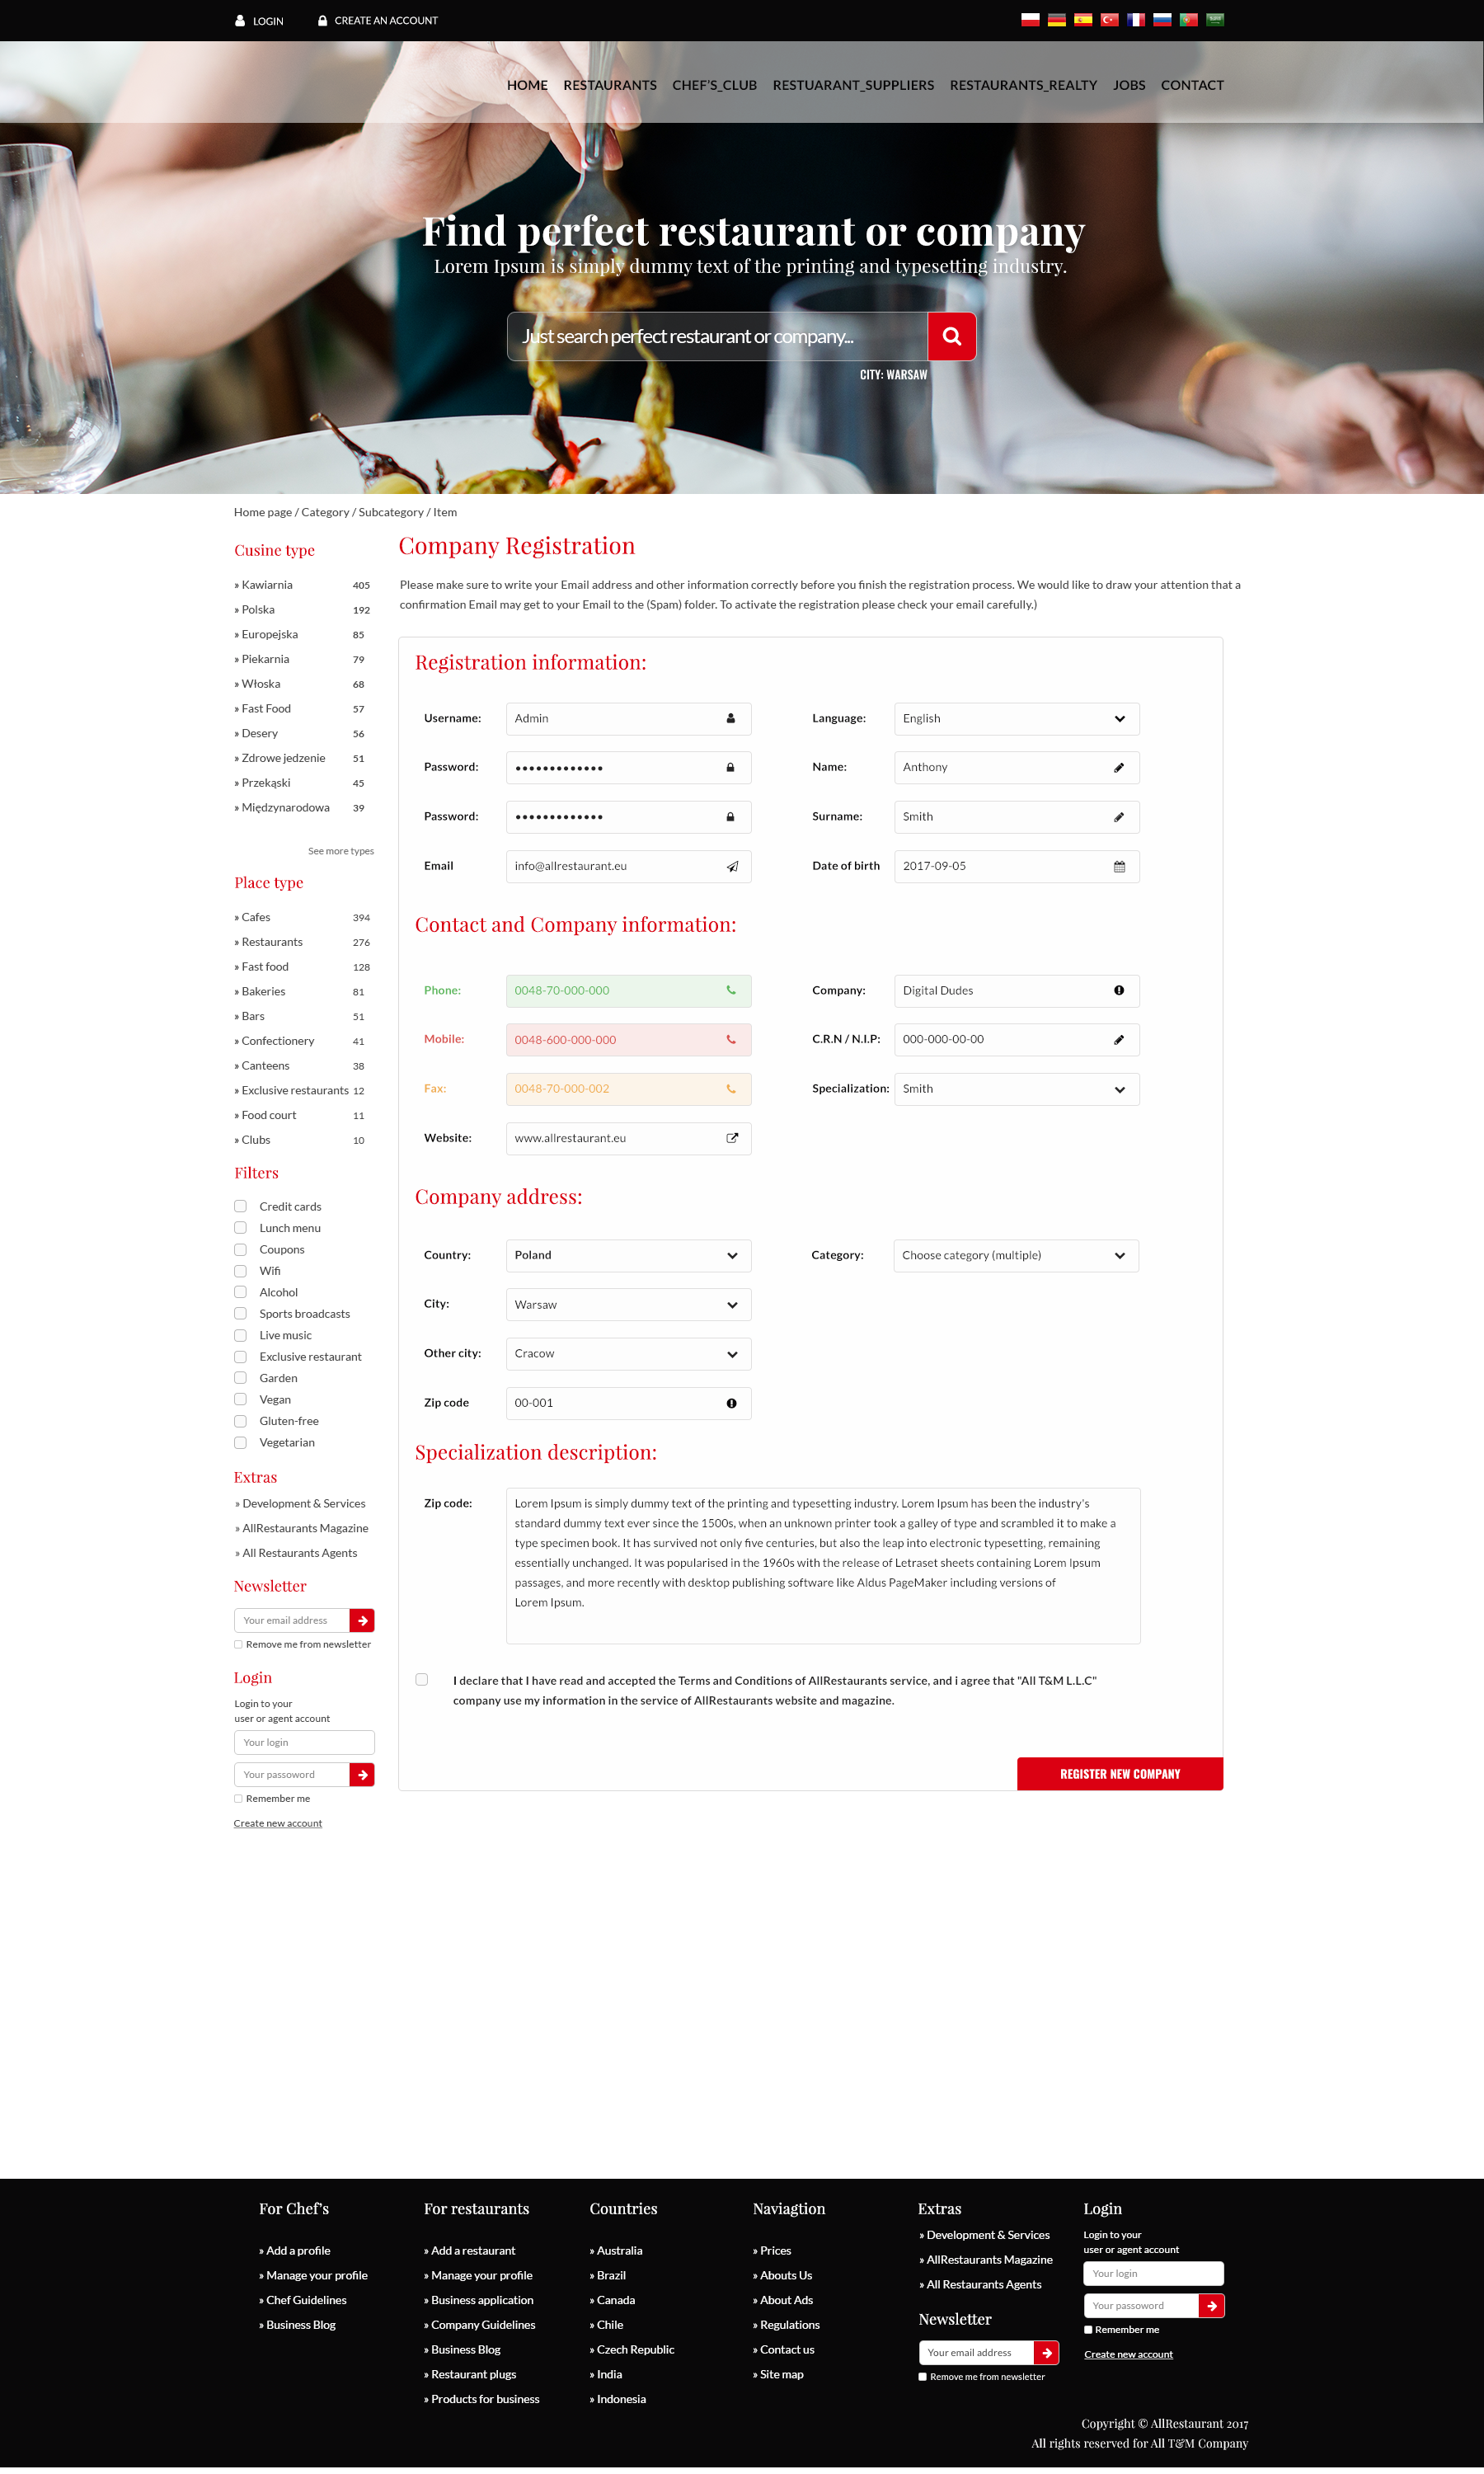 LOGIN
CREATE AN ACCOUNT
HOME RESTAURANTS CHEF'S_CLUB RESTUARANT_SUPPLIERS RESTAURANTS_REALTY JOBS CONTACT
Find perfect restaurant or company
Lorem Ipsum is simply dummy text of the printing and typesetting industry.
Just search perfect restaurant or company...
CITY: WARSAW
Home page / Category / Subcategory / Item
Cusine type
» Kawiarnia 405
» Polska 192
» Europejska 85
» Piekarnia 79
» Włoska 68
» Fast Food 57
» Desery 56
» Zdrowe jedzenie 51
» Przekąski 45
» Międzynarodowa 39
See more types
Place type
» Cafes 394
» Restaurants 276
» Fast food 128
» Bakeries 81
» Bars 51
» Confectionery 41
» Canteens 38
» Exclusive restaurants 12
» Food court 11
» Clubs 10
Filters
Credit cards
Lunch menu
Coupons
Wifi
Alcohol
Sports broadcasts
Live music
Exclusive restaurant
Garden
Vegan
Gluten-free
Vegetarian
Extras
» Development & Services
» AllRestaurants Magazine
» All Restaurants Agents
Newsletter
Your email address
Remove me from newsletter
Login
Login to your
user or agent account
Your login
Your passoword
Remember me
Create new account
Company Registration
Please make sure to write your Email address and other information correctly before you finish the registration process. We would like to draw your attention that a
confirmation Email may get to your Email to the (Spam) folder. To activate the registration please check your email carefully.)
Registration information:
Username: Admin
Language: English
Password: •••••••••••••
Name: Anthony
Password: •••••••••••••
Surname: Smith
Email info@allrestaurant.eu
Date of birth 2017-09-05
Contact and Company information:
Phone: 0048-70-000-000
Company: Digital Dudes
Mobile: 0048-600-000-000
C.R.N / N.I.P: 000-000-00-00
Fax: 0048-70-000-002
Specialization: Smith
Website: www.allrestaurant.eu
Company address:
Country: Poland
Category: Choose category (multiple)
City: Warsaw
Other city: Cracow
Zip code 00-001
Specialization description:
Zip code:
Lorem Ipsum is simply dummy text of the printing and typesetting industry. Lorem Ipsum has been the industry's
standard dummy text ever since the 1500s, when an unknown printer took a galley of type and scrambled it to make a
type specimen book. It has survived not only five centuries, but also the leap into electronic typesetting, remaining
essentially unchanged. It was popularised in the 1960s with the release of Letraset sheets containing Lorem Ipsum
passages, and more recently with desktop publishing software like Aldus PageMaker including versions of
Lorem Ipsum.
I declare that I have read and accepted the Terms and Conditions of AllRestaurants service, and i agree that "All T&M L.L.C"
company use my information in the service of AllRestaurants website and magazine.
REGISTER NEW COMPANY
For Chef's
» Add a profile
» Manage your profile
» Chef Guidelines
» Business Blog
For restaurants
» Add a restaurant
» Manage your profile
» Business application
» Company Guidelines
» Business Blog
» Restaurant plugs
» Products for business
Countries
» Australia
» Brazil
» Canada
» Chile
» Czech Republic
» India
» Indonesia
Naviagtion
» Prices
» Abouts Us
» About Ads
» Regulations
» Contact us
» Site map
Extras
» Development & Services
» AllRestaurants Magazine
» All Restaurants Agents
Newsletter
Your email address
Remove me from newsletter
Login
Login to your
user or agent account
Your login
Your passoword
Remember me
Create new account
Copyright © AllRestaurant 2017
All rights reserved for All T&M Company